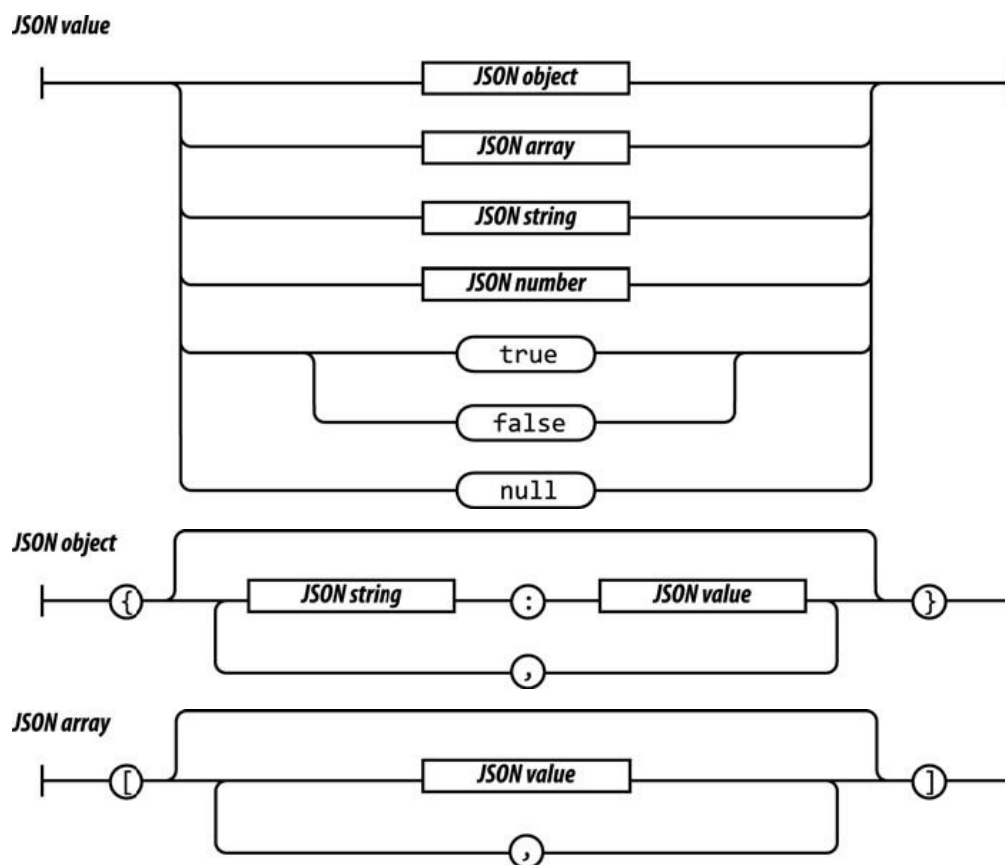 JSON value
JSON object
JSON array
JSON string
JSON number
true
false
null
JSON object
{ JSON string : JSON value }
,
JSON array
[ JSON value ]
,